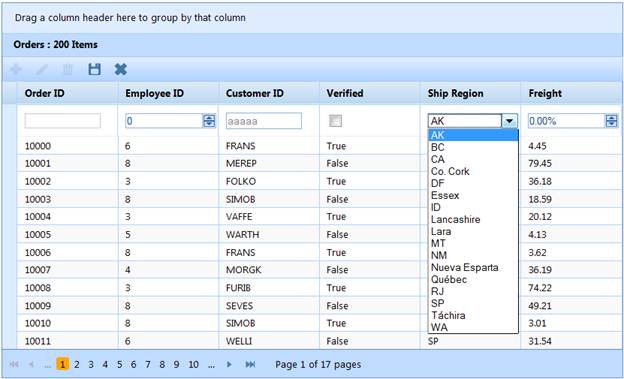 Drag a column header here to group by that column
Orders : 200 Items
Order ID Employee ID Customer ID Verified Ship Region Freight
0 aaaaa AK 0.00%
AK
BC
CA
Co. Cork
DF
Essex
ID
Lancashire
Lara
MT
NM
Nueva Esparta
Québec
RJ
SP
Táchira
WA
10000 6 FRANS True 4.45
10001 8 MEREP False 79.45
10002 3 FOLKO True 36.18
10003 8 SIMOB False 18.59
10004 3 VAFFE True 20.12
10005 5 WARTH False 4.13
10006 8 FRANS True 3.62
10007 4 MORGK False 36.19
10008 3 FURIB True 74.22
10009 8 SEVES False 49.21
10010 8 SIMOB True 3.01
10011 6 WELLI False SP 31.54
... 1 2 3 4 5 6 7 8 9 10 ... Page 1 of 17 pages